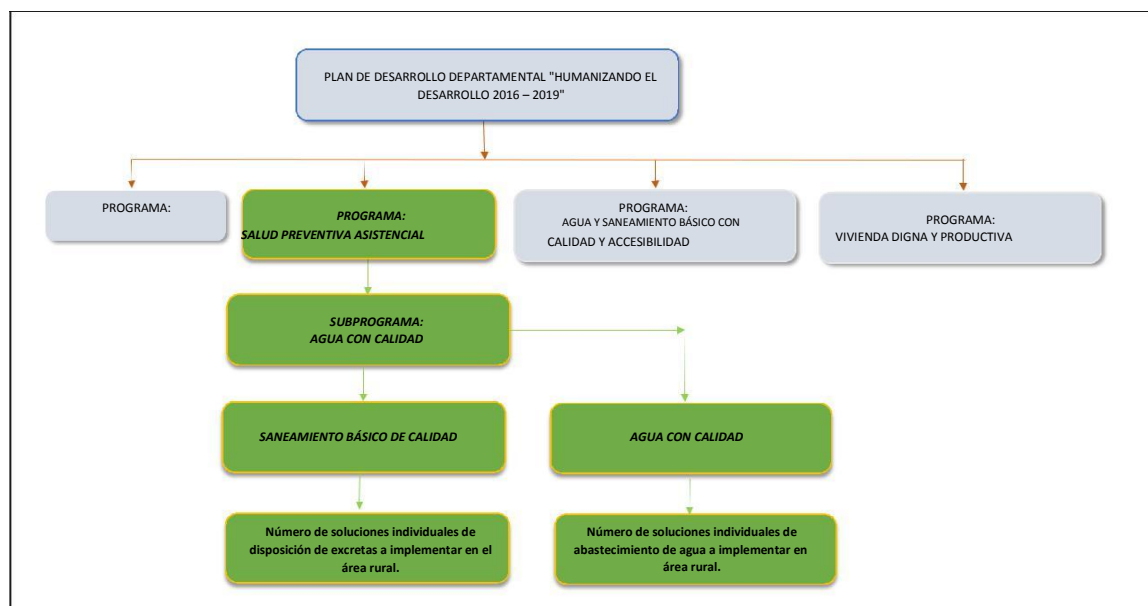 PLAN DE DESARROLLO DEPARTAMENTAL "HUMANIZANDO EL
DESARROLLO 2016 – 2019"
PROGRAMA:
PROGRAMA:
SALUD PREVENTIVA ASISTENCIAL
PROGRAMA:
AGUA Y SANEAMIENTO BÁSICO CON
CALIDAD Y ACCESIBILIDAD
PROGRAMA:
VIVIENDA DIGNA Y PRODUCTIVA
SUBPROGRAMA:
AGUA CON CALIDAD
SANEAMIENTO BÁSICO DE CALIDAD
AGUA CON CALIDAD
Número de soluciones individuales de
disposición de excretas a implementar en el
área rural.
Número de soluciones individuales de
abastecimiento de agua a implementar en
área rural.